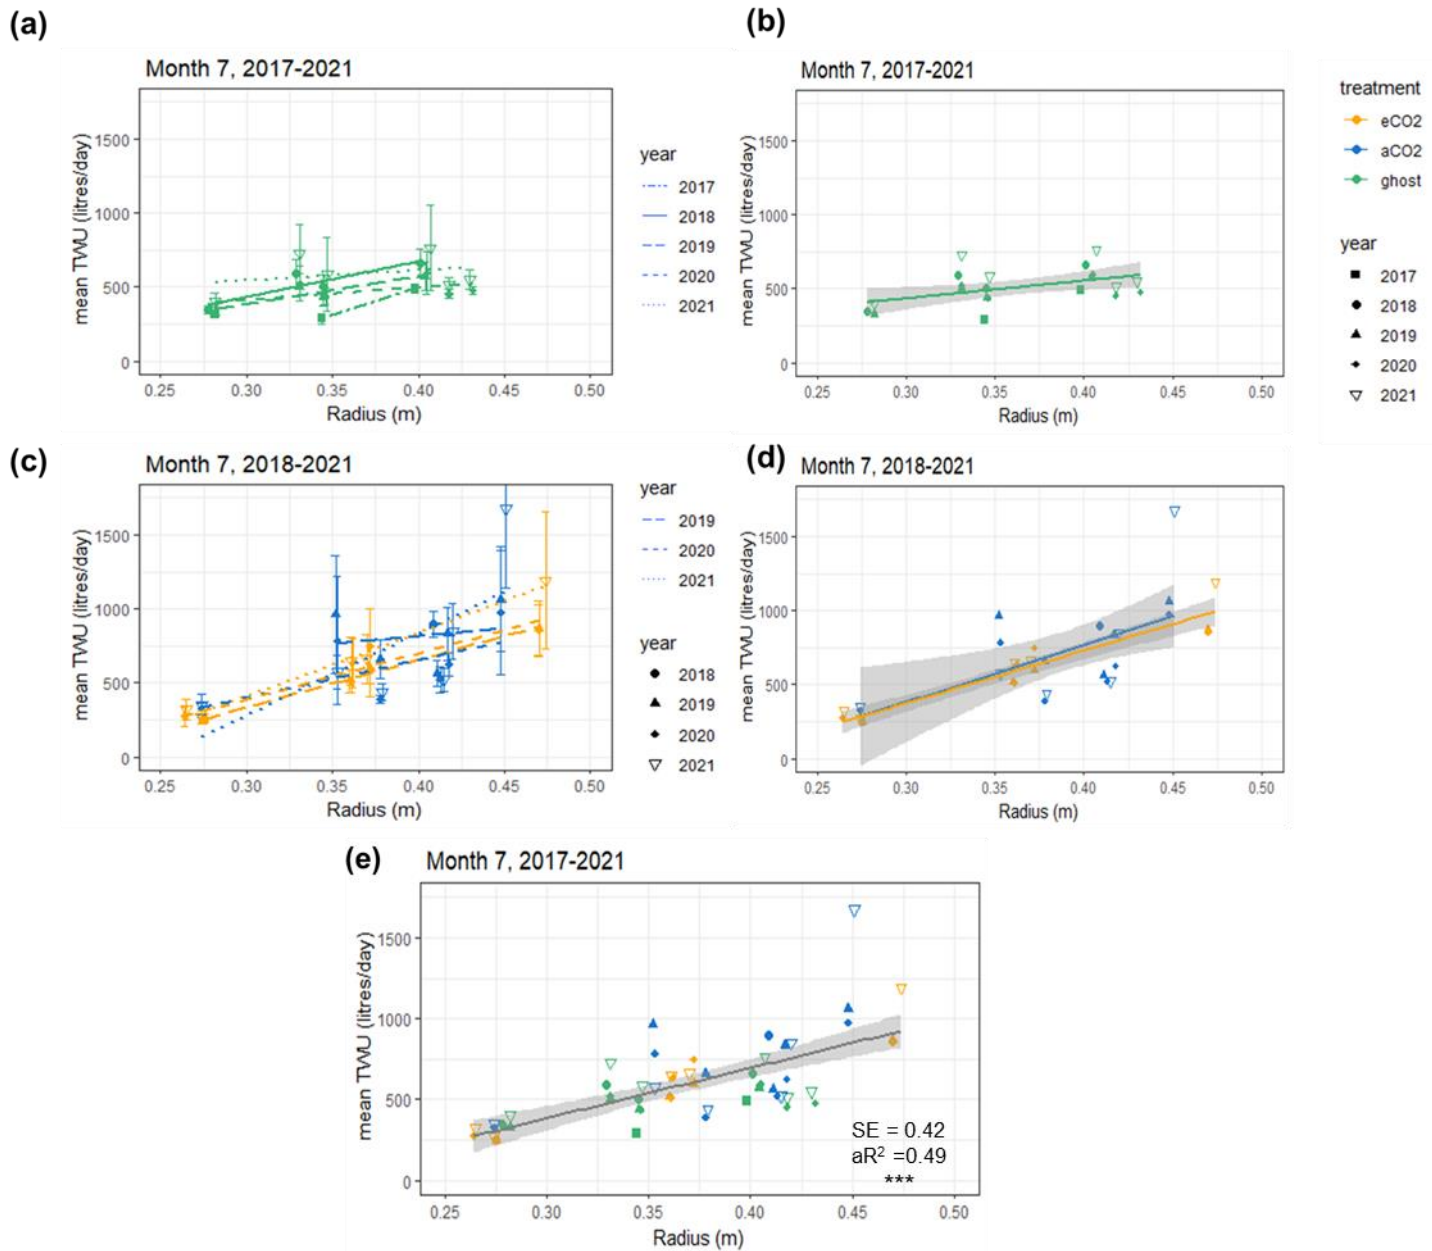 (a)
Month 7, 2017-2021
mean TWU (litres/day)
1500
1000
500
0
0.25 0.30 0.35 0.40 0.45 0.50
Radius (m)
year
2017
2018
2019
2020
2021
(b)
Month 7, 2017-2021
mean TWU (litres/day)
1500
1000
500
0
0.25 0.30 0.35 0.40 0.45 0.50
Radius (m)
treatment
eCO2
aCO2
ghost
year
2017
2018
2019
2020
2021
(c)
Month 7, 2018-2021
mean TWU (litres/day)
1500
1000
500
0
0.25 0.30 0.35 0.40 0.45 0.50
Radius (m)
year
2019
2020
2021
year
2018
2019
2020
2021
(d)
Month 7, 2018-2021
mean TWU (litres/day)
1500
1000
500
0
0.25 0.30 0.35 0.40 0.45 0.50
Radius (m)
(e)
Month 7, 2017-2021
mean TWU (litres/day)
1500
1000
500
0
0.25 0.30 0.35 0.40 0.45 0.50
Radius (m)
SE = 0.42
aR² =0.49
***